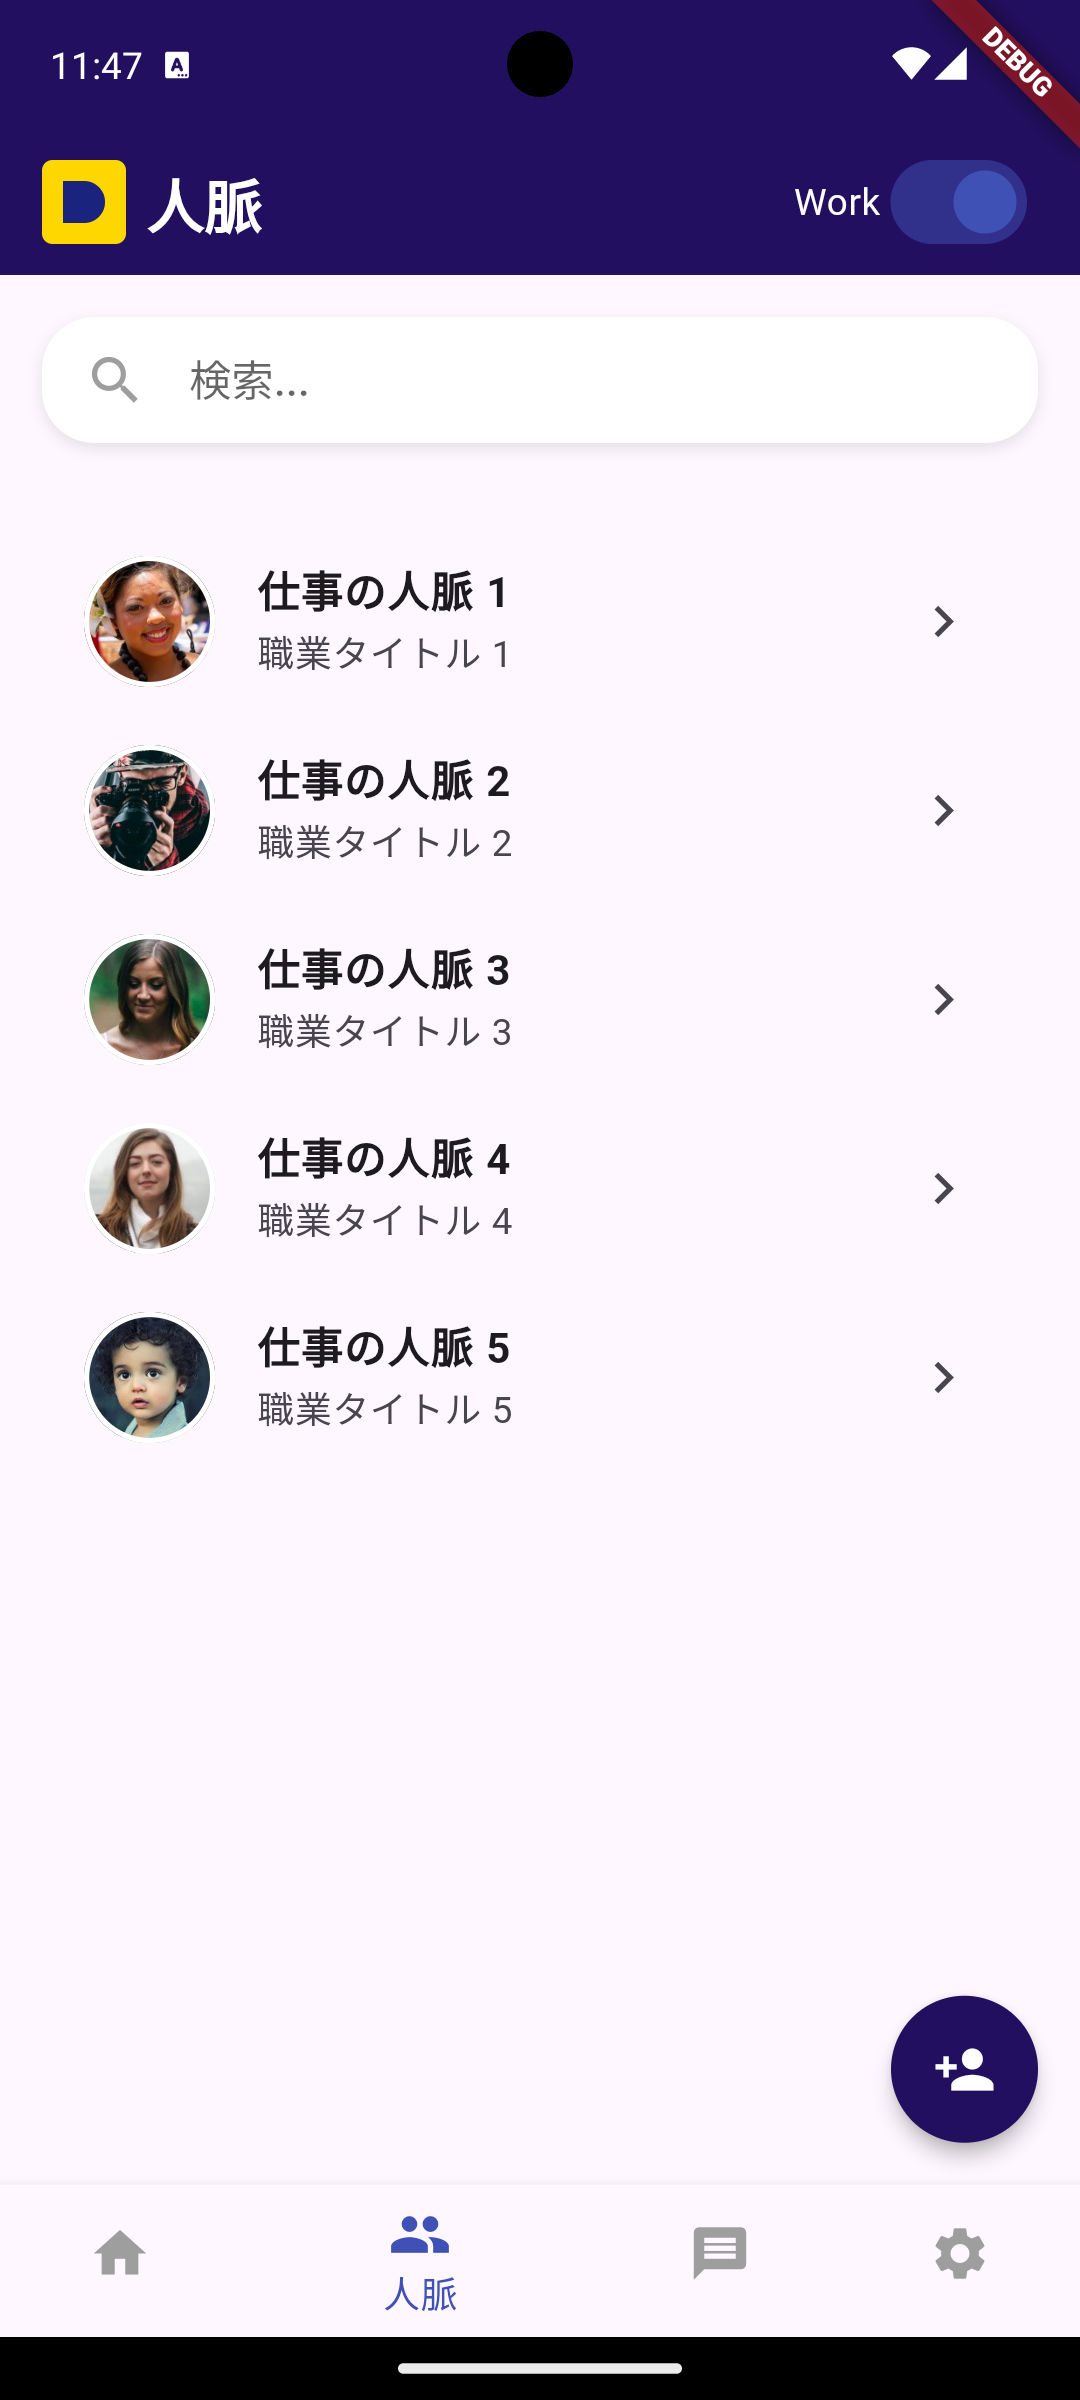 11:47
DEBUG
D 人脈
Work
検索...
仕事の人脈 1
職業タイトル 1
仕事の人脈 2
職業タイトル 2
仕事の人脈 3
職業タイトル 3
仕事の人脈 4
職業タイトル 4
仕事の人脈 5
職業タイトル 5
人脈